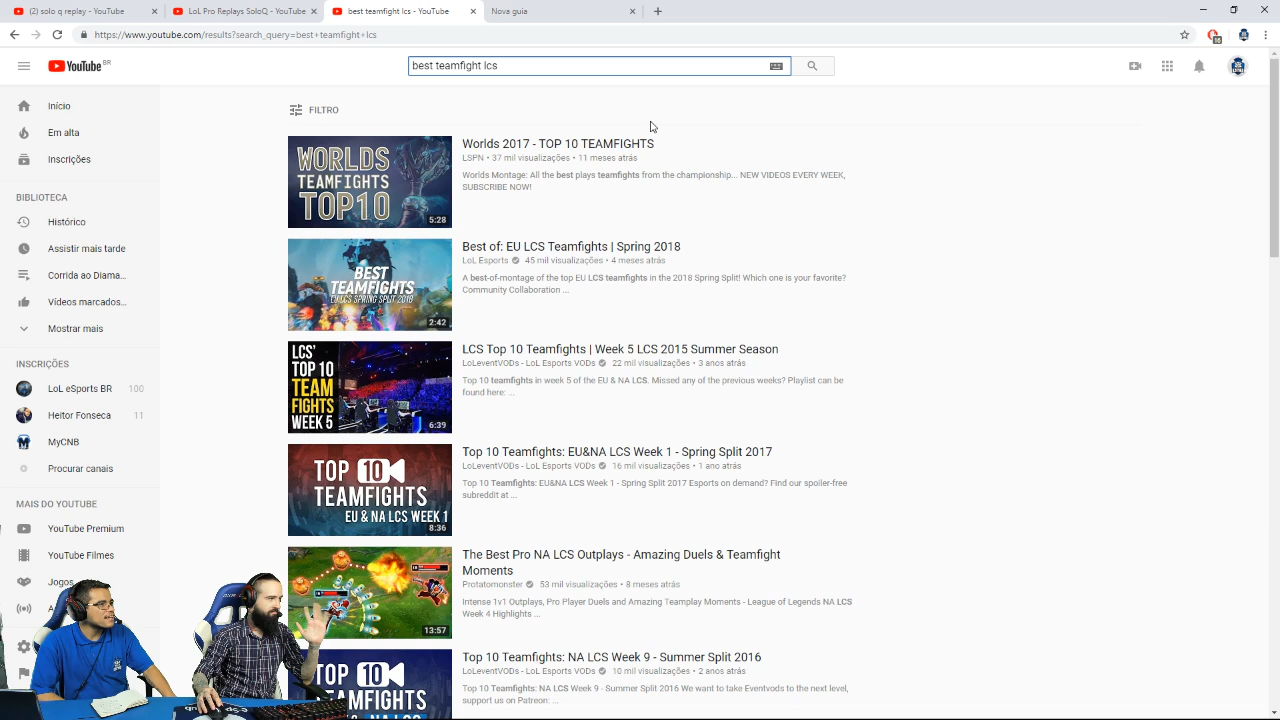 (2) solo q replay - YouTube
LoL Pro Replays SoloQ - YouTube
best teamfight lcs - YouTube
Nova guia
https://www.youtube.com/results?search_query=best+teamfight+lcs
YouTube BR
best teamfight lcs
Início
Em alta
Inscrições
BIBLIOTECA
Histórico
Assistir mais tarde
Corrida ao Diama...
Vídeos marcados...
Mostrar mais
INSCRIÇÕES
LoL eSports BR 100
Heitor Fonseca 11
MyCNB
Procurar canais
MAIS DO YOUTUBE
YouTube Premium
YouTube Filmes
Jogos
FILTRO
WORLDS
TEAMFIGHTS
TOP10
5:28
Worlds 2017 - TOP 10 TEAMFIGHTS
LSPN • 37 mil visualizações • 11 meses atrás
Worlds Montage: All the best plays teamfights from the championship... NEW VIDEOS EVERY WEEK,
SUBSCRIBE NOW!
BEST
TEAMFIGHTS
EU LCS SPRING SPLIT 2018
2:42
Best of: EU LCS Teamfights | Spring 2018
LoL Esports 45 mil visualizações • 4 meses atrás
A best-of-montage of the top EU LCS teamfights in the 2018 Spring Split! Which one is your favorite?
Community Collaboration ...
LCS'
TOP 10
TEAM
FIGHTS
WEEK 5
6:39
LCS Top 10 Teamfights | Week 5 LCS 2015 Summer Season
LoLeventVODs - LoL Esports VODs 22 mil visualizações • 3 anos atrás
Top 10 teamfights in week 5 of the EU & NA LCS. Missed any of the previous weeks? Playlist can be
found here: ...
TOP 10
TEAMFIGHTS
EU & NA LCS WEEK 1
8:36
Top 10 Teamfights: EU&NA LCS Week 1 - Spring Split 2017
LoLeventVODs - LoL Esports VODs 16 mil visualizações • 1 ano atrás
Top 10 Teamfights: EU&NA LCS Week 1 - Spring Split 2017 Esports on demand? Find our spoiler-free
subreddit at ...
13:57
The Best Pro NA LCS Outplays - Amazing Duels & Teamfight
Moments
Protatomonster 53 mil visualizações • 8 meses atrás
Intense 1v1 Outplays, Pro Player Duels and Amazing Teamplay Moments - League of Legends NA LCS
Week 4 Highlights ...
TOP 10
TEAMFIGHTS
Top 10 Teamfights: NA LCS Week 9 - Summer Split 2016
LoLeventVODs - LoL Esports VODs 10 mil visualizações • 2 anos atrás
Top 10 Teamfights: NA LCS Week 9 - Summer Split 2016 We want to take Eventvods to the next level,
support us on Patreon: ...